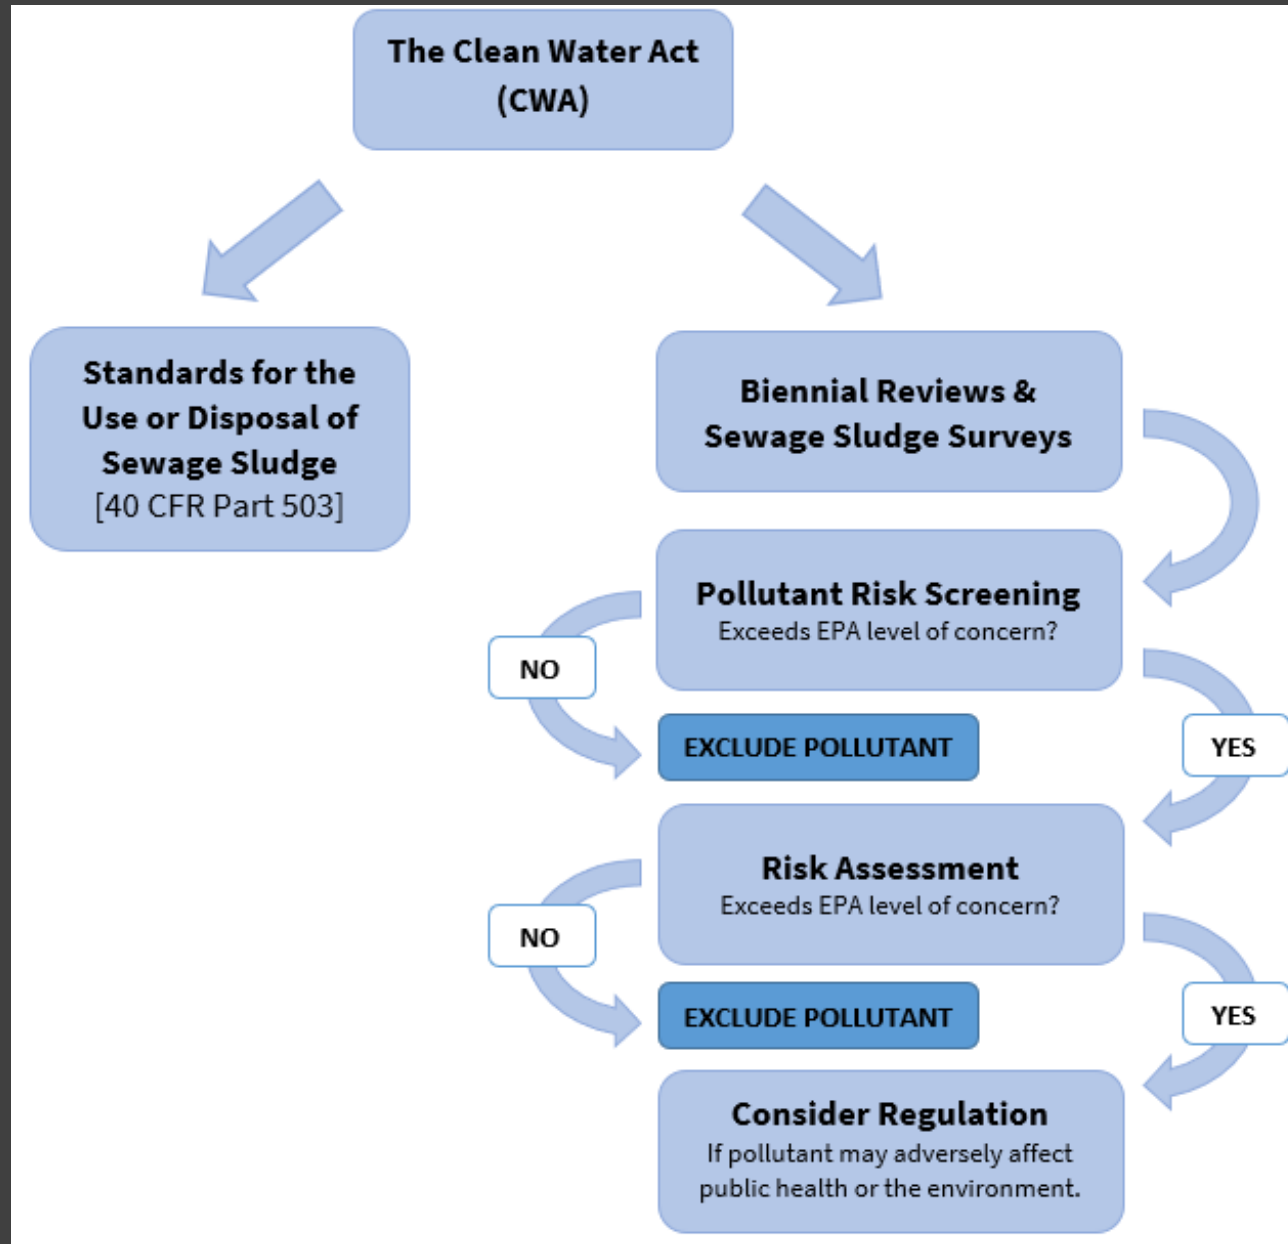 The Clean Water Act
(CWA)
Standards for the
Use or Disposal of
Sewage Sludge
[40 CFR Part 503]
Biennial Reviews &
Sewage Sludge Surveys
Pollutant Risk Screening
Exceeds EPA level of concern?
NO
EXCLUDE POLLUTANT
YES
Risk Assessment
Exceeds EPA level of concern?
NO
EXCLUDE POLLUTANT
YES
Consider Regulation
If pollutant may adversely affect
public health or the environment.